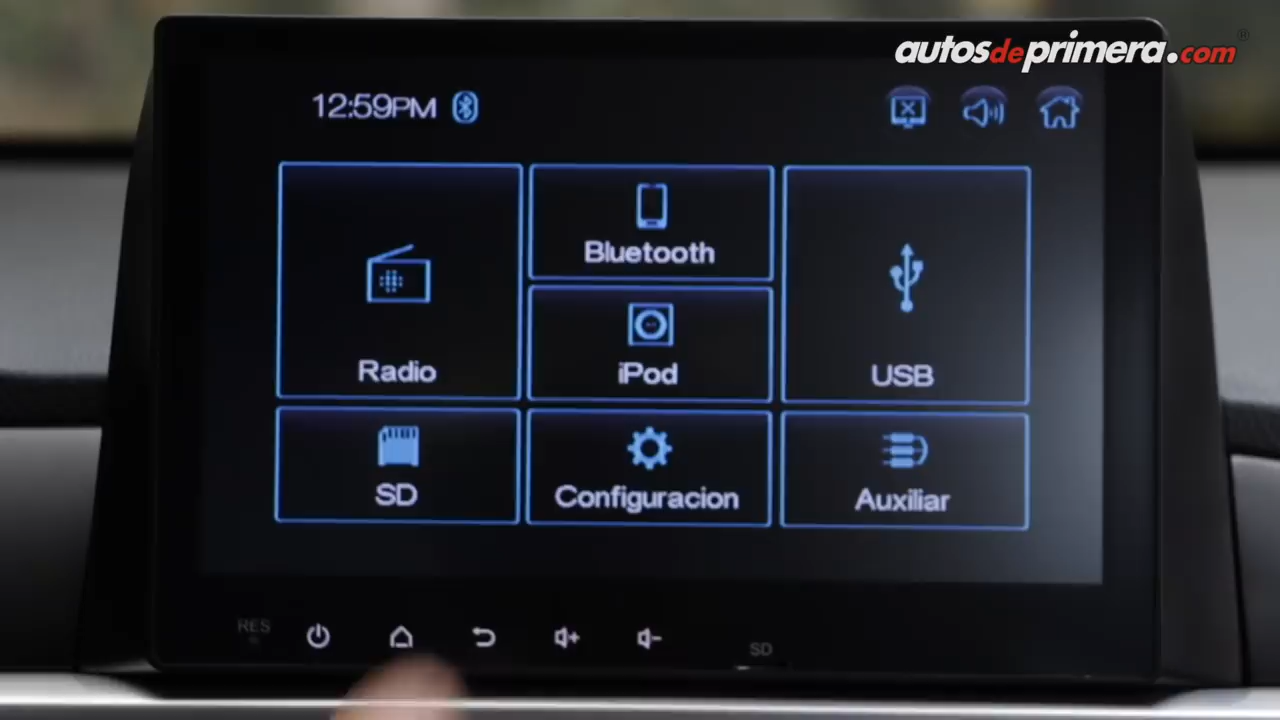 autosdeprimera.com
12:59PM
Bluetooth
Radio
iPod
USB
SD
Configuracion
Auxiliar
RES
SD